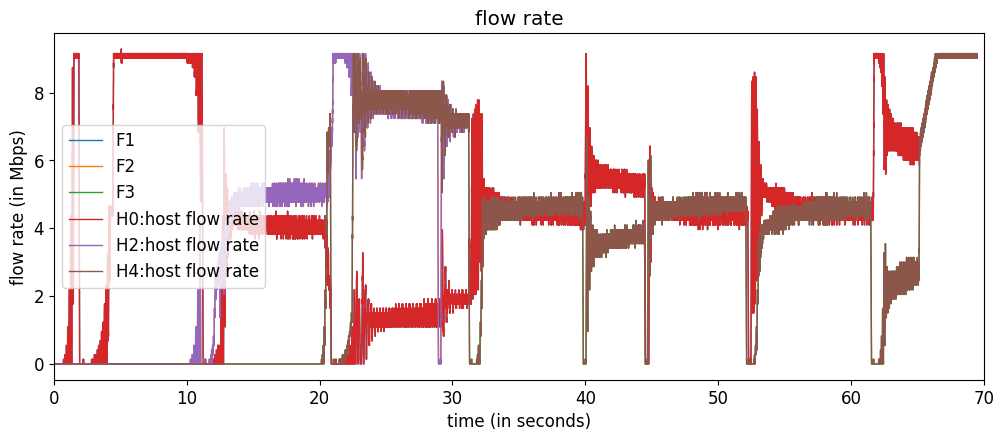 flow rate
flow rate (in Mbps)
8
6
4
2
0
F1
F2
F3
H0:host flow rate
H2:host flow rate
H4:host flow rate
0 10 20 30 40 50 60 70
time (in seconds)